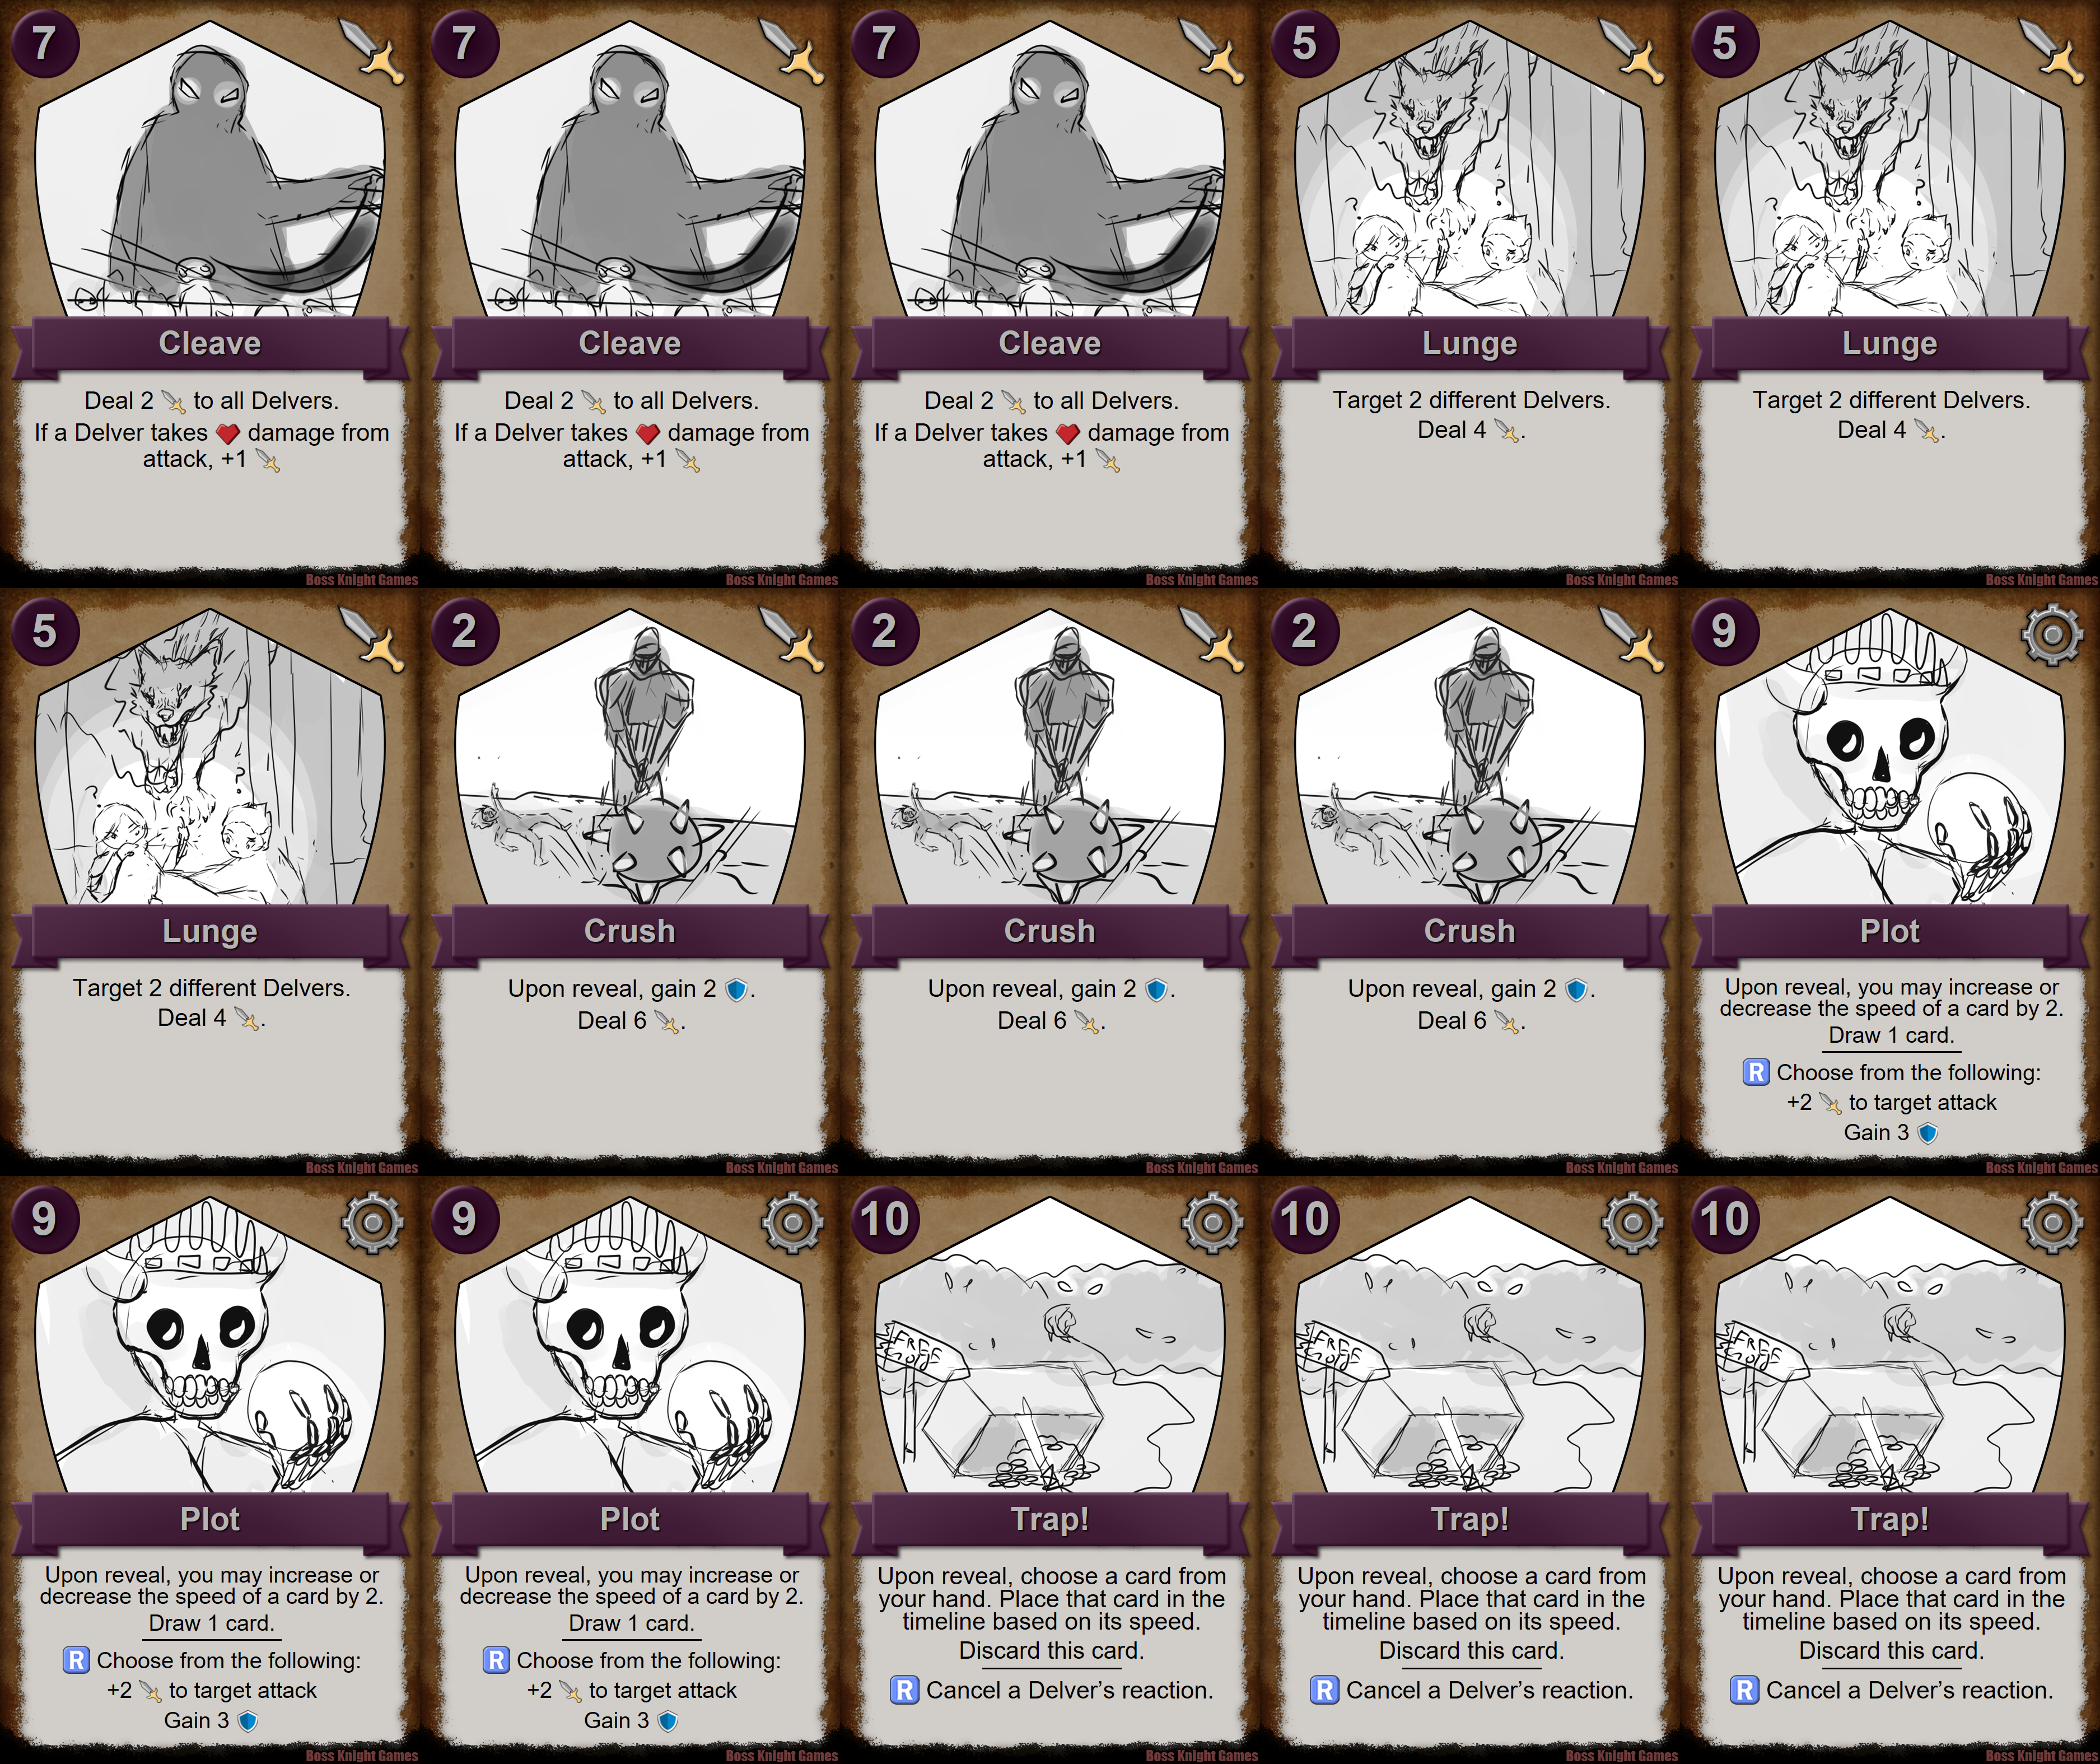 7
Cleave
Deal 2 to all Delvers.
If a Delver takes damage from
attack, +1
Boss Knight Games
7
Cleave
Deal 2 to all Delvers.
If a Delver takes damage from
attack, +1
Boss Knight Games
7
Cleave
Deal 2 to all Delvers.
If a Delver takes damage from
attack, +1
Boss Knight Games
5
? ?
Lunge
Target 2 different Delvers.
Deal 4 .
Boss Knight Games
5
? ?
Lunge
Target 2 different Delvers.
Deal 4 .
Boss Knight Games
5
? ?
Lunge
Target 2 different Delvers.
Deal 4 .
Boss Knight Games
2
Crush
Upon reveal, gain 2 .
Deal 6 .
Boss Knight Games
2
Crush
Upon reveal, gain 2 .
Deal 6 .
Boss Knight Games
2
Crush
Upon reveal, gain 2 .
Deal 6 .
Boss Knight Games
9
Plot
Upon reveal, you may increase or
decrease the speed of a card by 2.
Draw 1 card.
R Choose from the following:
+2 to target attack
Gain 3
Boss Knight Games
9
Plot
Upon reveal, you may increase or
decrease the speed of a card by 2.
Draw 1 card.
R Choose from the following:
+2 to target attack
Gain 3
Boss Knight Games
9
Plot
Upon reveal, you may increase or
decrease the speed of a card by 2.
Draw 1 card.
R Choose from the following:
+2 to target attack
Gain 3
Boss Knight Games
10
FREE
Trap!
Upon reveal, choose a card from
your hand. Place that card in the
timeline based on its speed.
Discard this card.
R Cancel a Delver's reaction.
Boss Knight Games
10
FREE
Trap!
Upon reveal, choose a card from
your hand. Place that card in the
timeline based on its speed.
Discard this card.
R Cancel a Delver's reaction.
Boss Knight Games
10
FREE
Trap!
Upon reveal, choose a card from
your hand. Place that card in the
timeline based on its speed.
Discard this card.
R Cancel a Delver's reaction.
Boss Knight Games